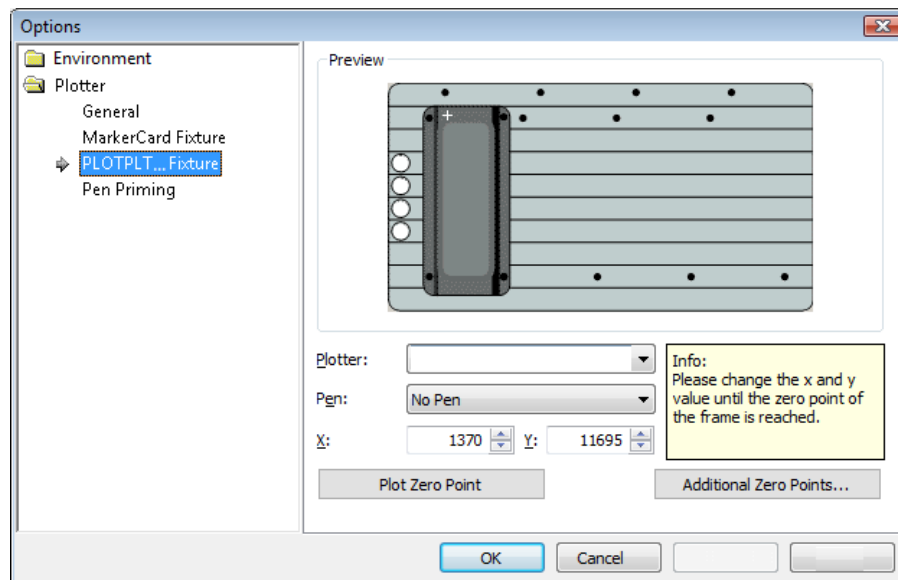 Options
Environment
Plotter
General
MarkerCard Fixture
PLOTPLT... Fixture
Pen Priming
Preview
Plotter:
Pen: No Pen
X: 1370 Y: 11695
Info:
Please change the x and y
value until the zero point of
the frame is reached.
Plot Zero Point
Additional Zero Points...
OK
Cancel